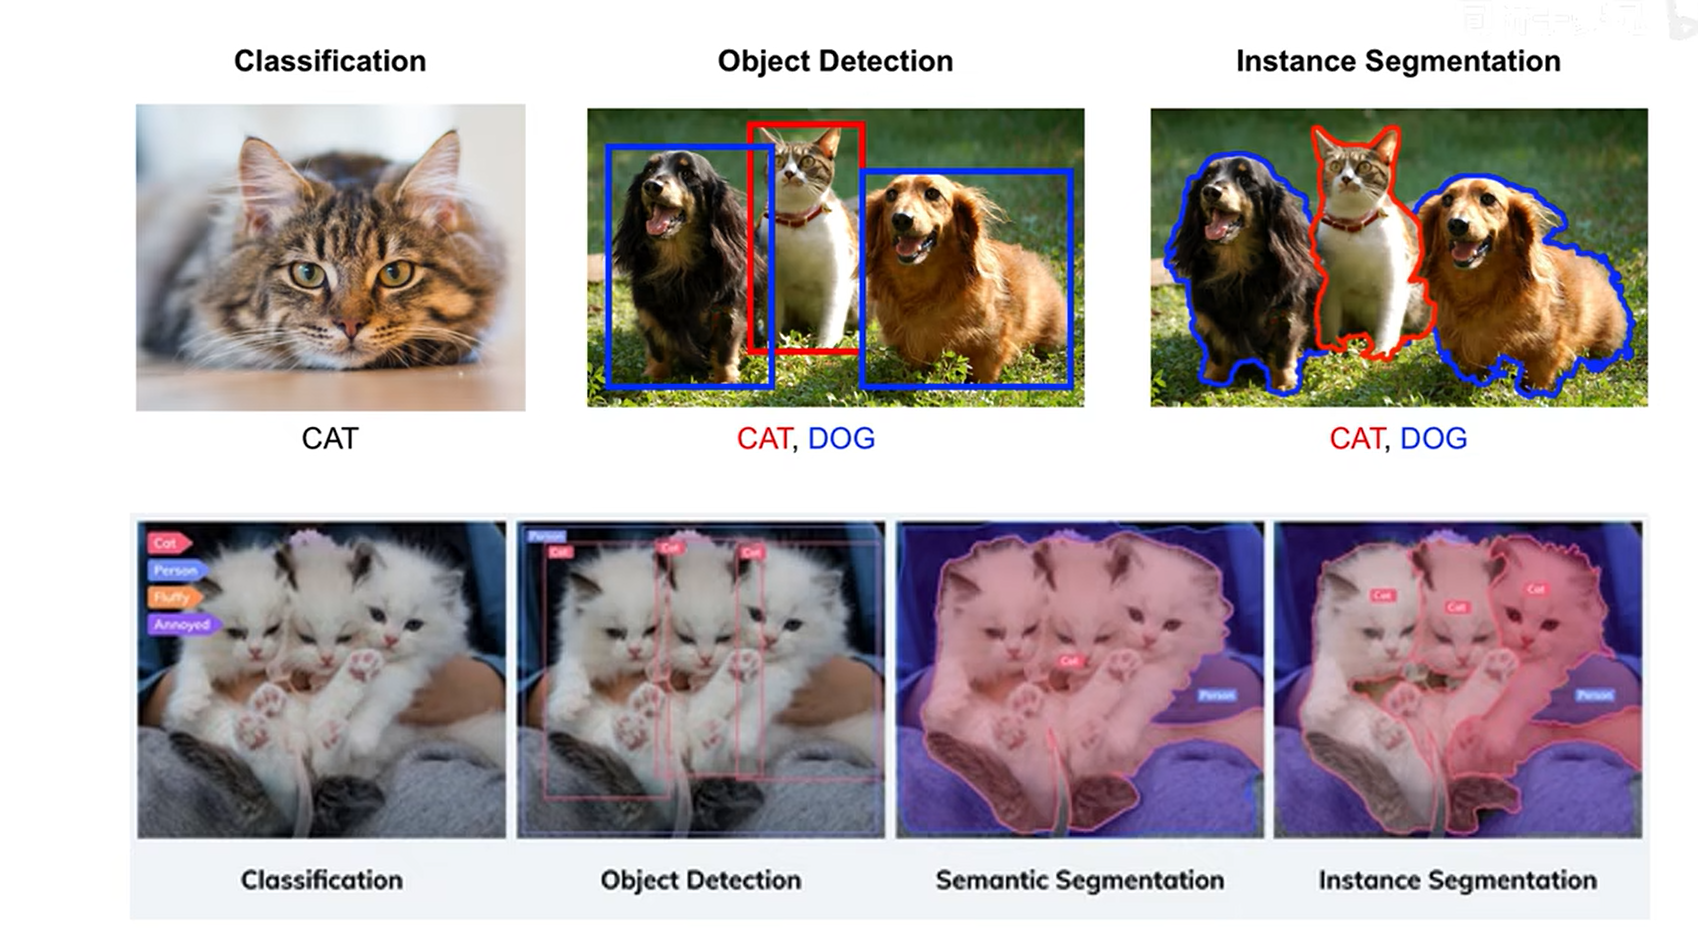 Classification
Object Detection
Instance Segmentation
CAT
CAT, DOG
CAT, DOG
Cat
Person
Fluffy
Annoyed
Person
Cat
Cat
Cat
Cat
Person
Cat
Cat
Cat
Person
Classification
Object Detection
Semantic Segmentation
Instance Segmentation